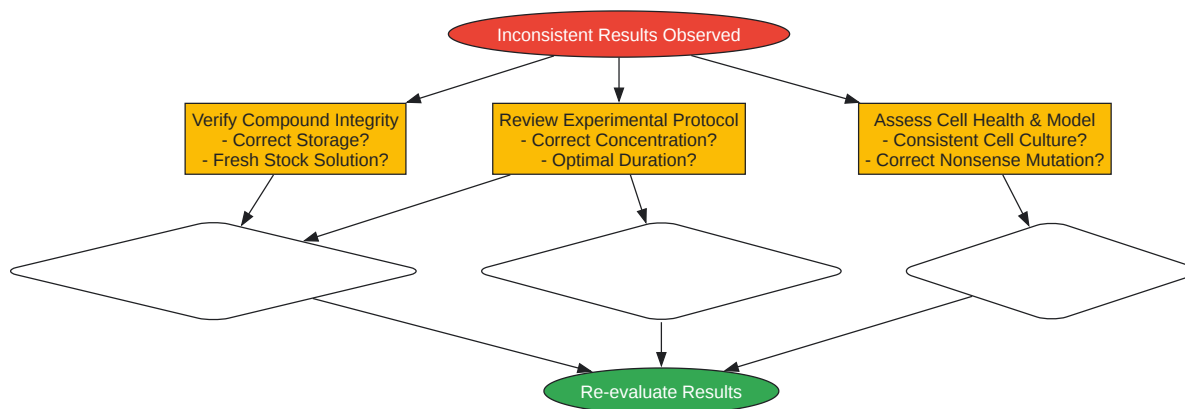 Inconsistent Results Observed
Verify Compound Integrity
- Correct Storage?
- Fresh Stock Solution?
Review Experimental Protocol
- Correct Concentration?
- Optimal Duration?
Assess Cell Health & Model
- Consistent Cell Culture?
- Correct Nonsense Mutation?
Re-evaluate Results